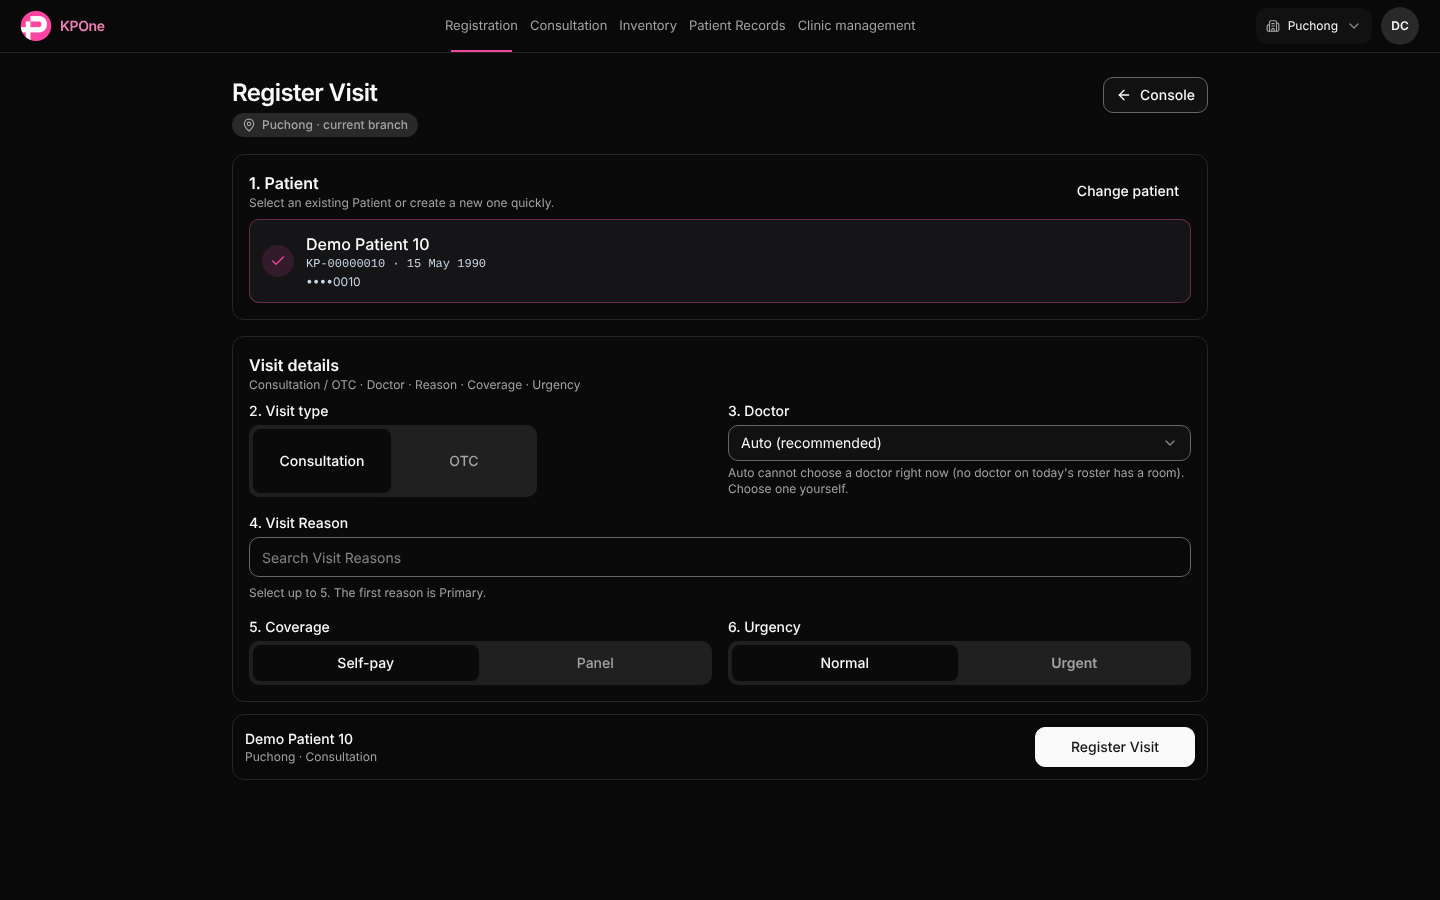 KPOne
Registration Consultation Inventory Patient Records Clinic management
Puchong
DC
Register Visit
Puchong · current branch
Console
1. Patient
Select an existing Patient or create a new one quickly.
Change patient
Demo Patient 10
KP-00000010 · 15 May 1990
••••0010
Visit details
Consultation / OTC · Doctor · Reason · Coverage · Urgency
2. Visit type
Consultation
OTC
3. Doctor
Auto (recommended)
Auto cannot choose a doctor right now (no doctor on today's roster has a room).
Choose one yourself.
4. Visit Reason
Search Visit Reasons
Select up to 5. The first reason is Primary.
5. Coverage
Self-pay
Panel
6. Urgency
Normal
Urgent
Demo Patient 10
Puchong · Consultation
Register Visit